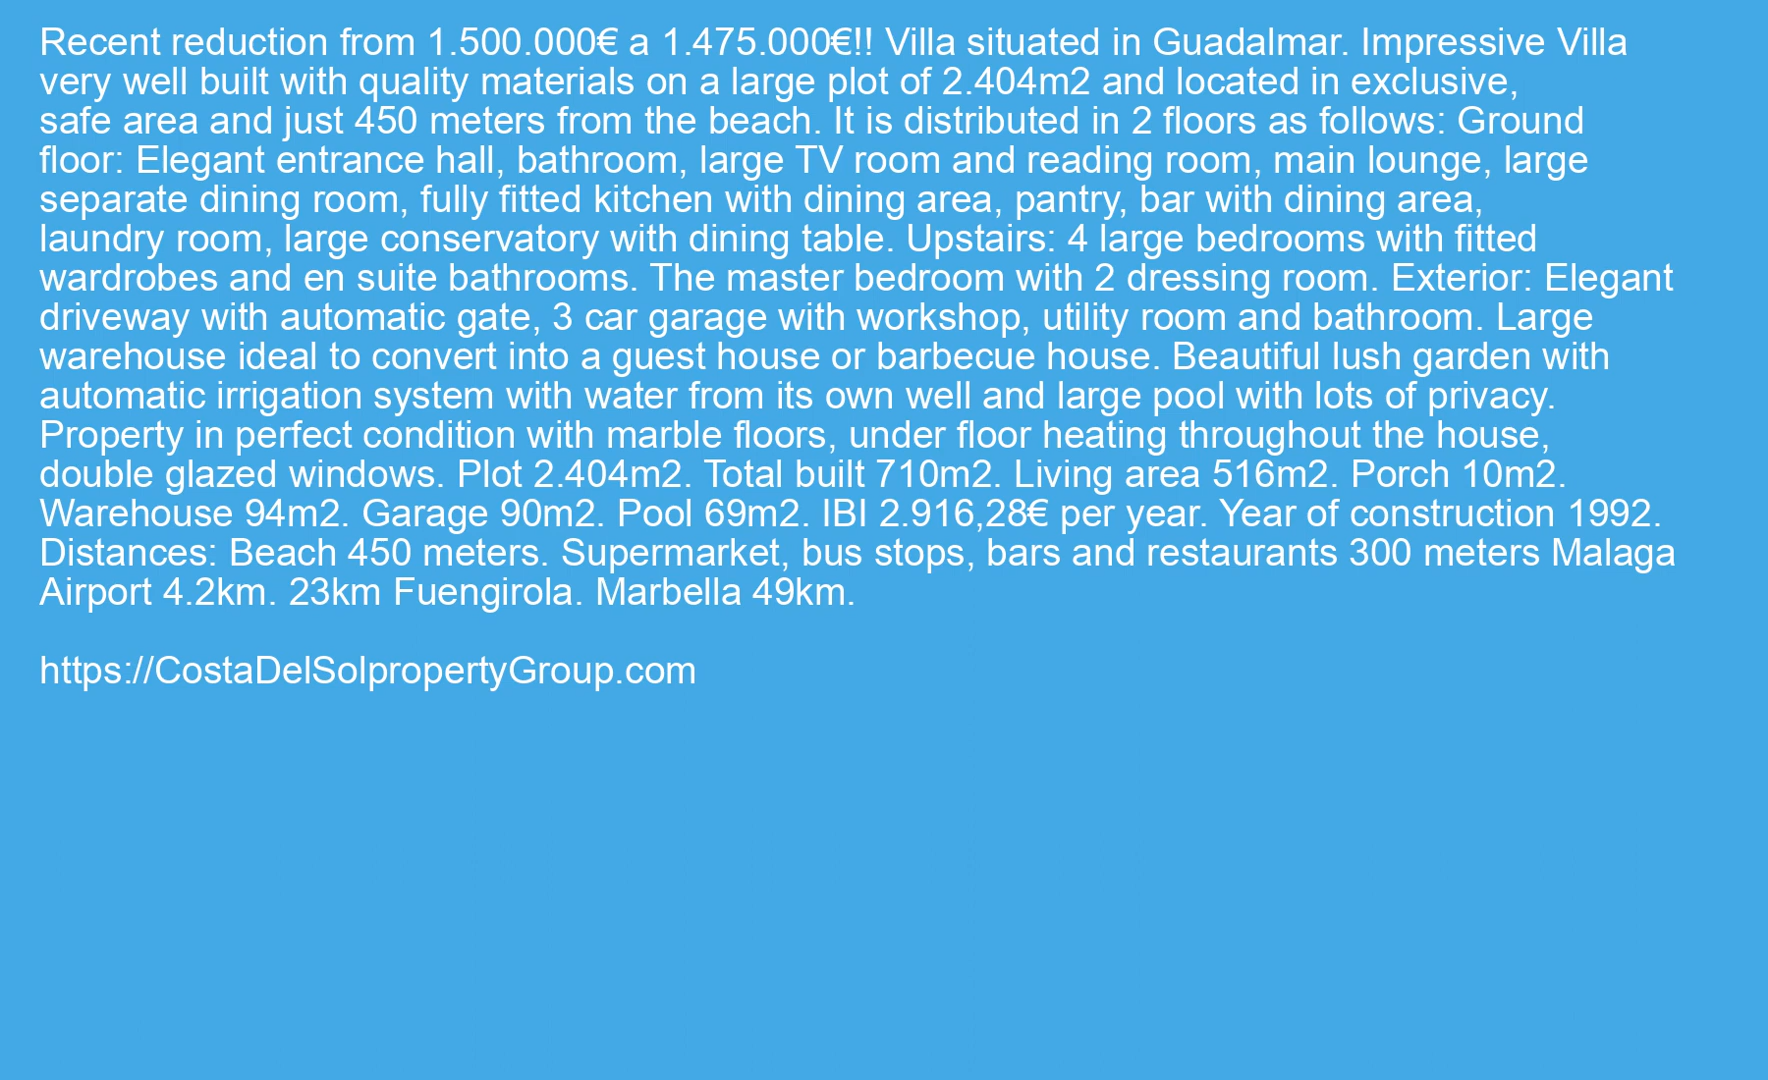 Recent reduction from 1.500.000€ a 1.475.000€!! Villa situated in Guadalmar. Impressive Villa
very well built with quality materials on a large plot of 2.404m2 and located in exclusive,
safe area and just 450 meters from the beach. It is distributed in 2 floors as follows: Ground
floor: Elegant entrance hall, bathroom, large TV room and reading room, main lounge, large
separate dining room, fully fitted kitchen with dining area, pantry, bar with dining area,
laundry room, large conservatory with dining table. Upstairs: 4 large bedrooms with fitted
wardrobes and en suite bathrooms. The master bedroom with 2 dressing room. Exterior: Elegant
driveway with automatic gate, 3 car garage with workshop, utility room and bathroom. Large
warehouse ideal to convert into a guest house or barbecue house. Beautiful lush garden with
automatic irrigation system with water from its own well and large pool with lots of privacy.
Property in perfect condition with marble floors, under floor heating throughout the house,
double glazed windows. Plot 2.404m2. Total built 710m2. Living area 516m2. Porch 10m2.
Warehouse 94m2. Garage 90m2. Pool 69m2. IBI 2.916,28€ per year. Year of construction 1992.
Distances: Beach 450 meters. Supermarket, bus stops, bars and restaurants 300 meters Malaga
Airport 4.2km. 23km Fuengirola. Marbella 49km.
https://CostaDelSolpropertyGroup.com